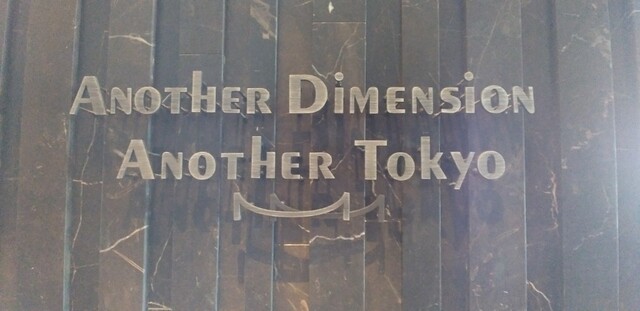 Another Dimension
Another Tokyo